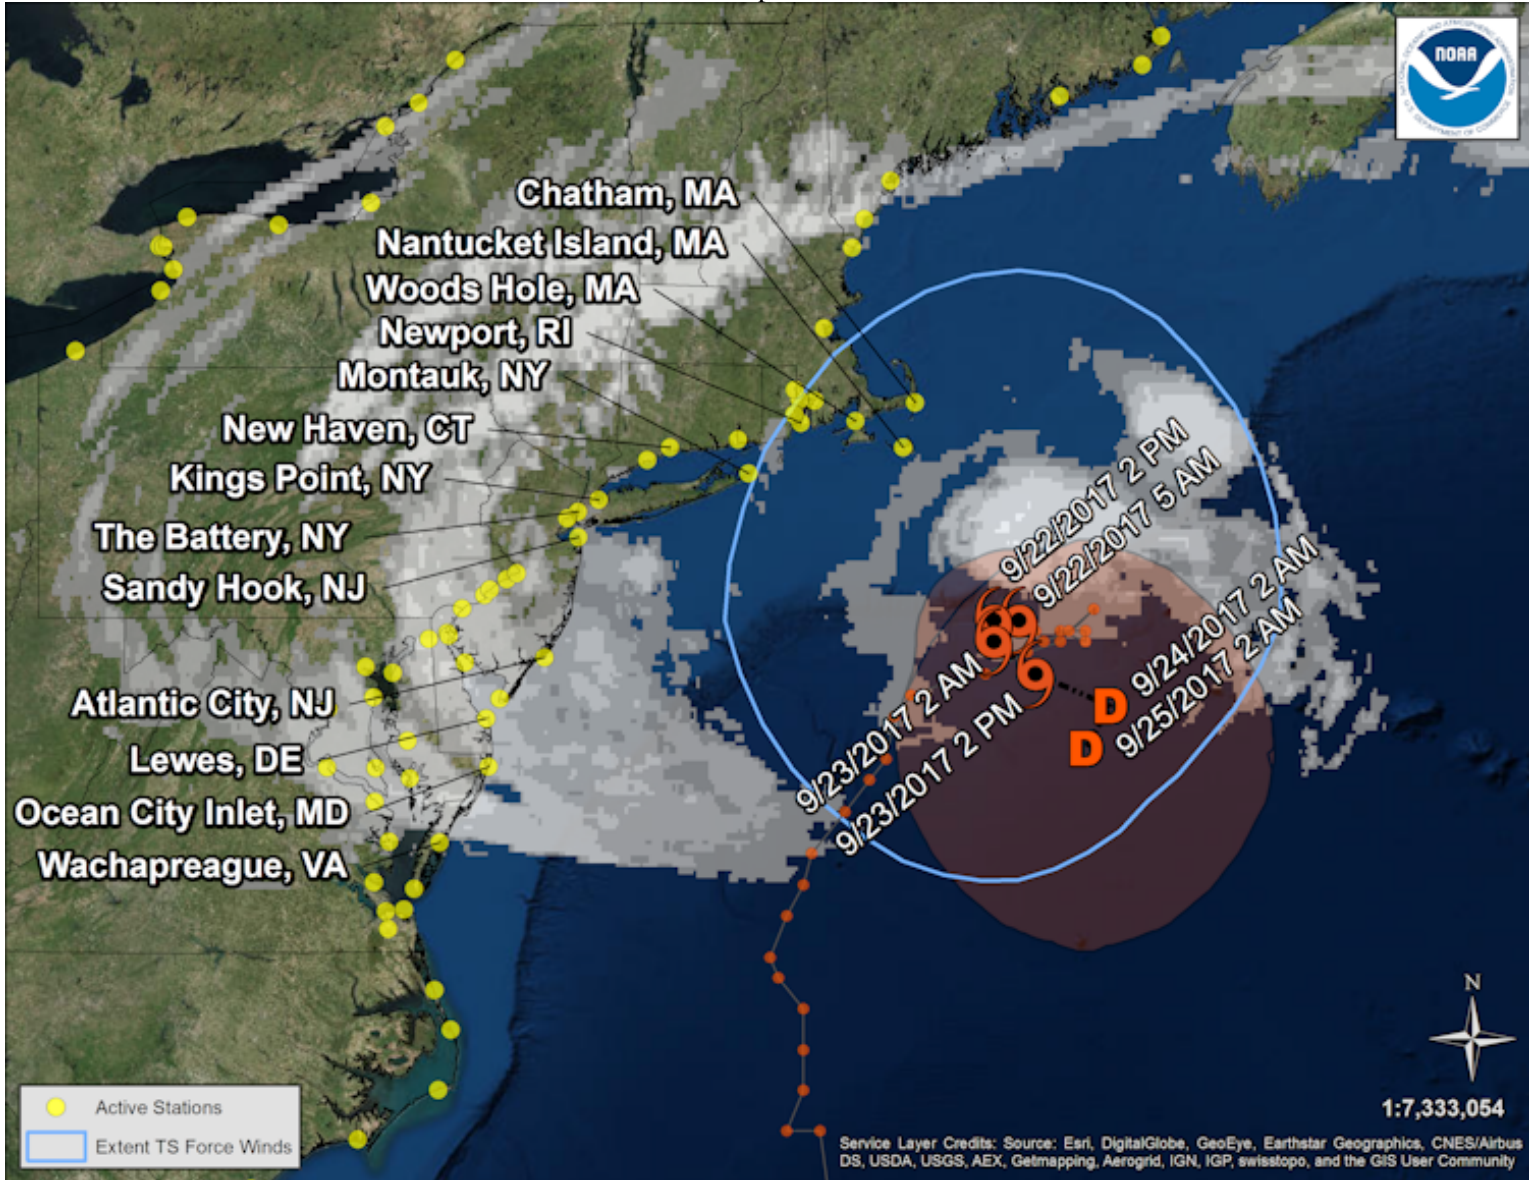 NOAA
Chatham, MA
Nantucket Island, MA
Woods Hole, MA
Newport, RI
Montauk, NY
New Haven, CT
Kings Point, NY
The Battery, NY
Sandy Hook, NJ
Atlantic City, NJ
Lewes, DE
Ocean City Inlet, MD
Wachapreague, VA
9/22/2017 2 PM
9/22/2017 5 AM
9/24/2017 2 AM
9/25/2017 2 AM
9/23/2017 2 AM
9/23/2017 2 PM
D
D
N
1:7,333,054
Active Stations
Extent TS Force Winds
Service Layer Credits: Source: Esri, DigitalGlobe, GeoEye, Earthstar Geographics, CNES/Airbus
DS, USDA, USGS, AEX, Getmapping, Aerogrid, IGN, IGP, swisstopo, and the GIS User Community